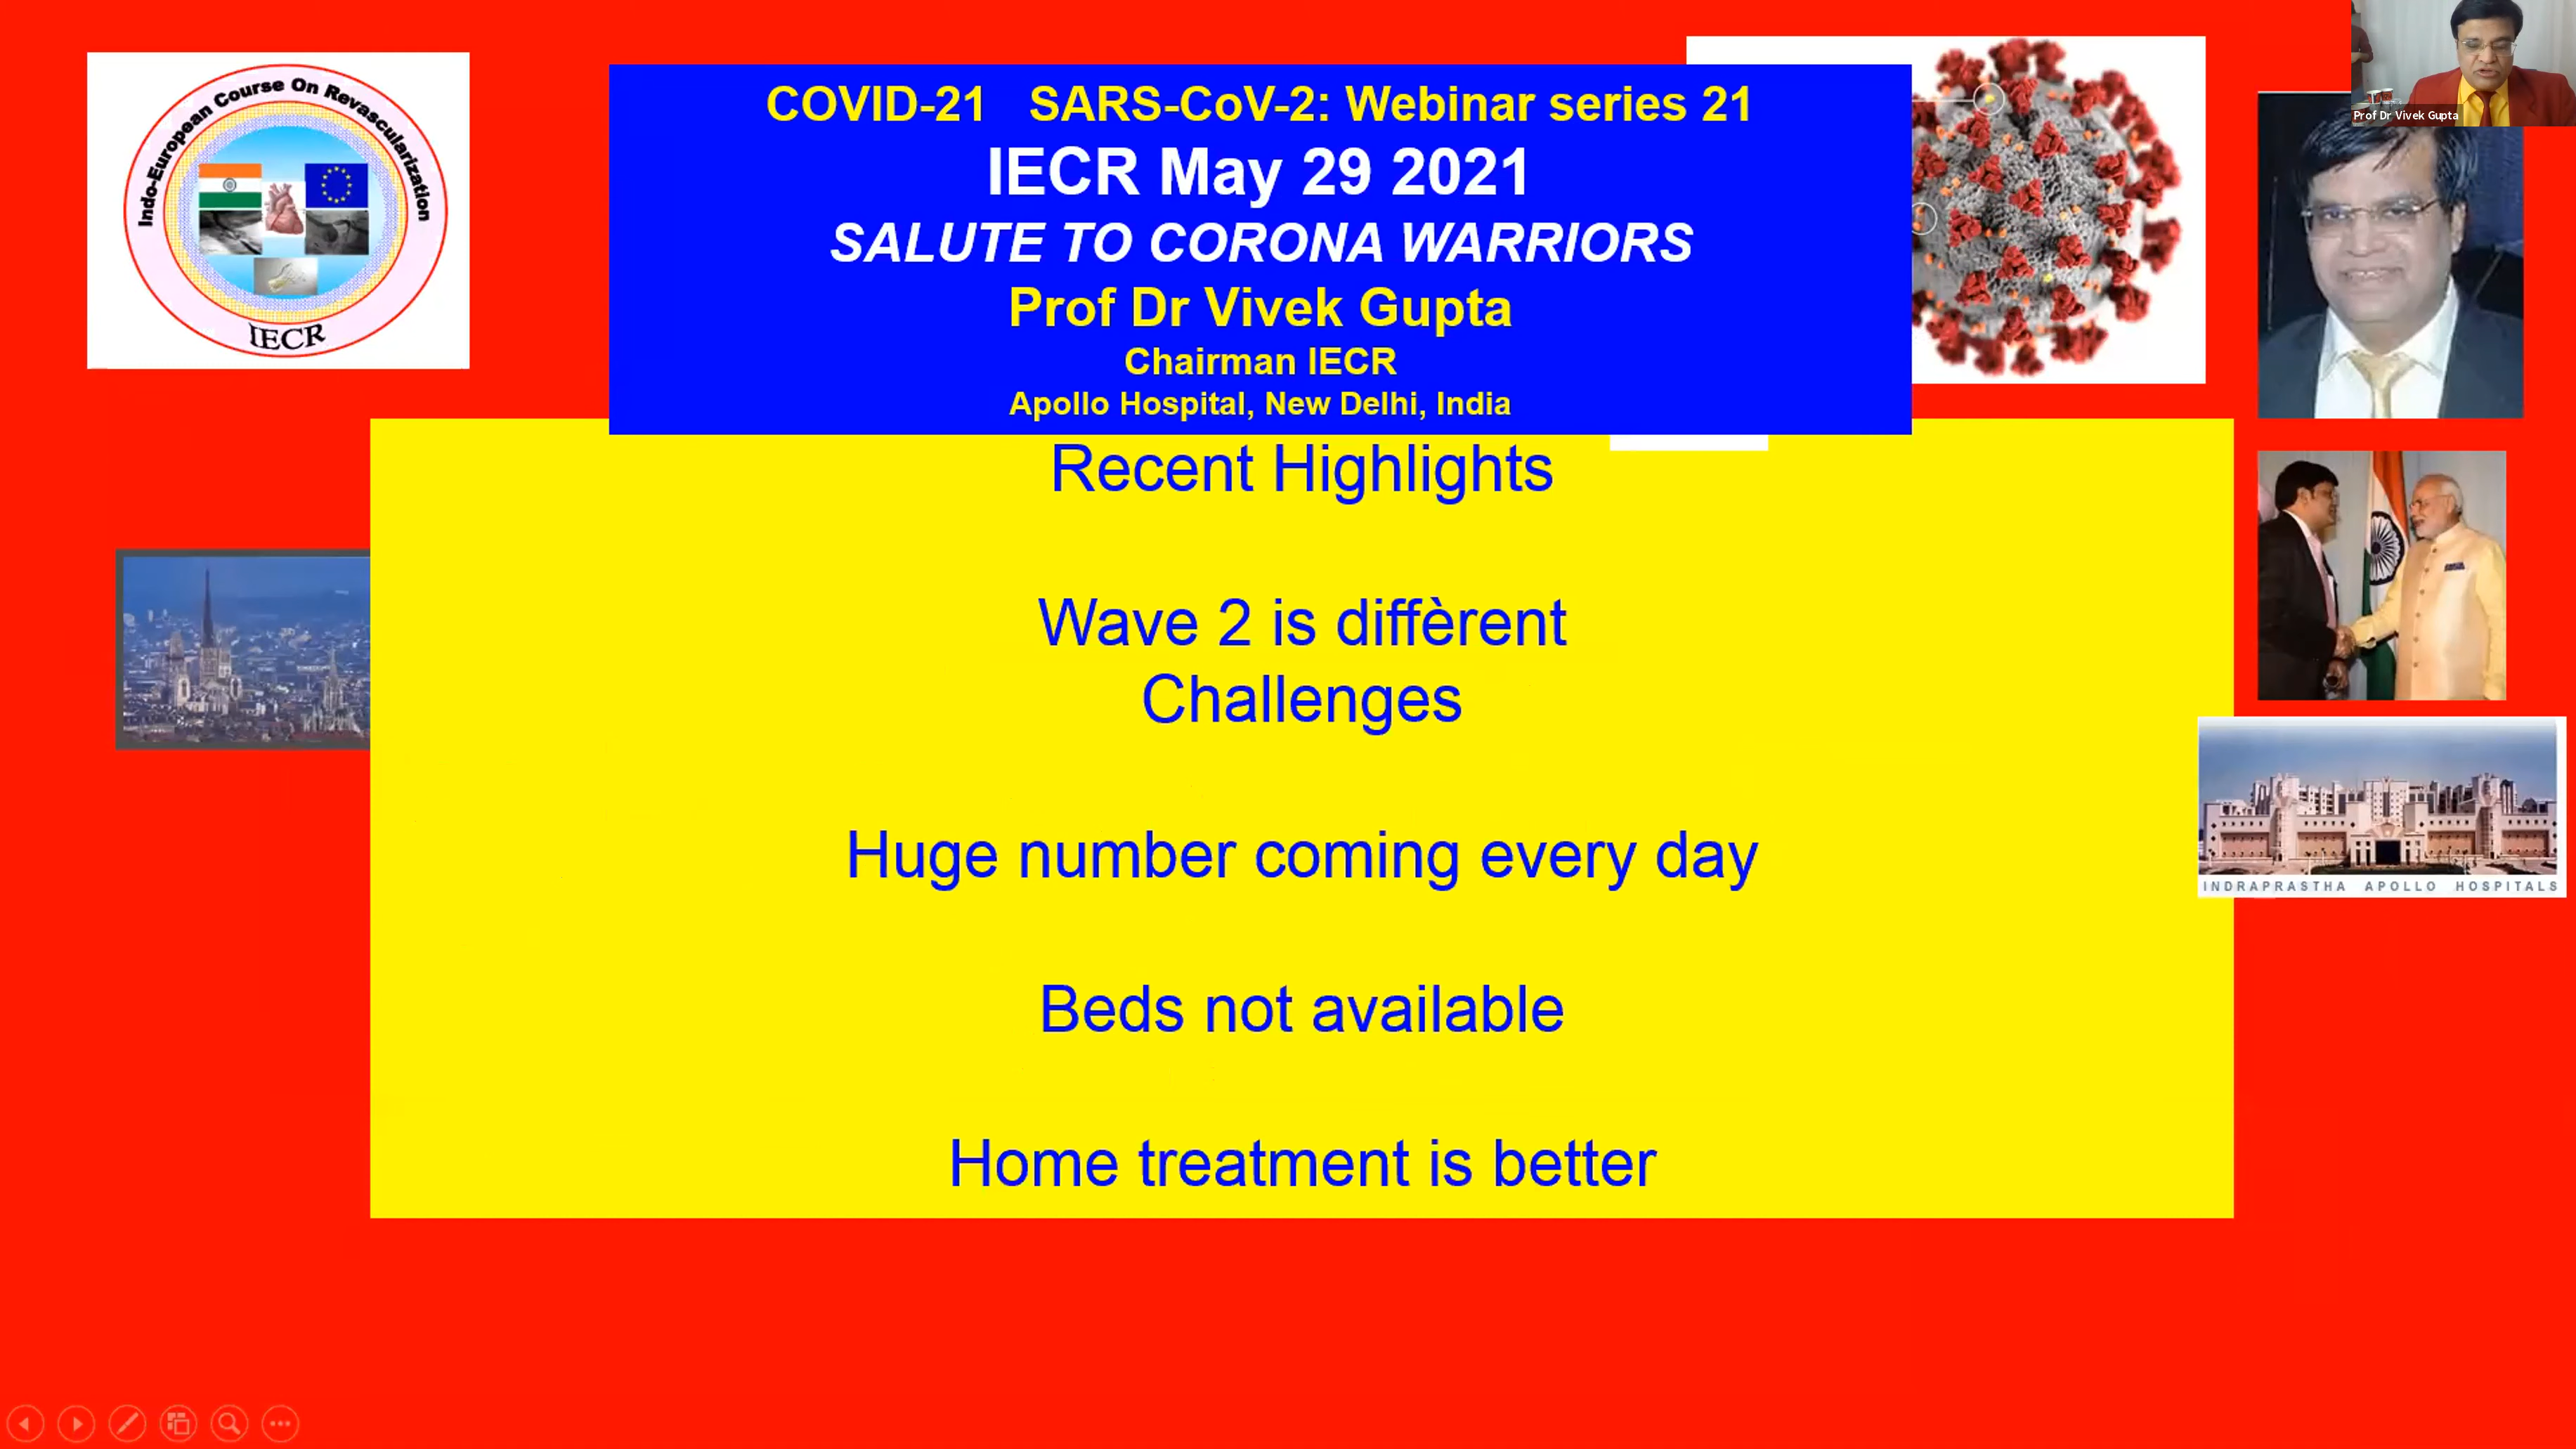 Indo-European Course On Revascularization
IECR
COVID-21 SARS-CoV-2: Webinar series 21
IECR May 29 2021
SALUTE TO CORONA WARRIORS
Prof Dr Vivek Gupta
Chairman IECR
Apollo Hospital, New Delhi, India
Prof Dr Vivek Gupta
Recent Highlights
Wave 2 is diffèrent
Challenges
Huge number coming every day
Beds not available
Home treatment is better
INDRAPRASTHA APOLLO HOSPITALS